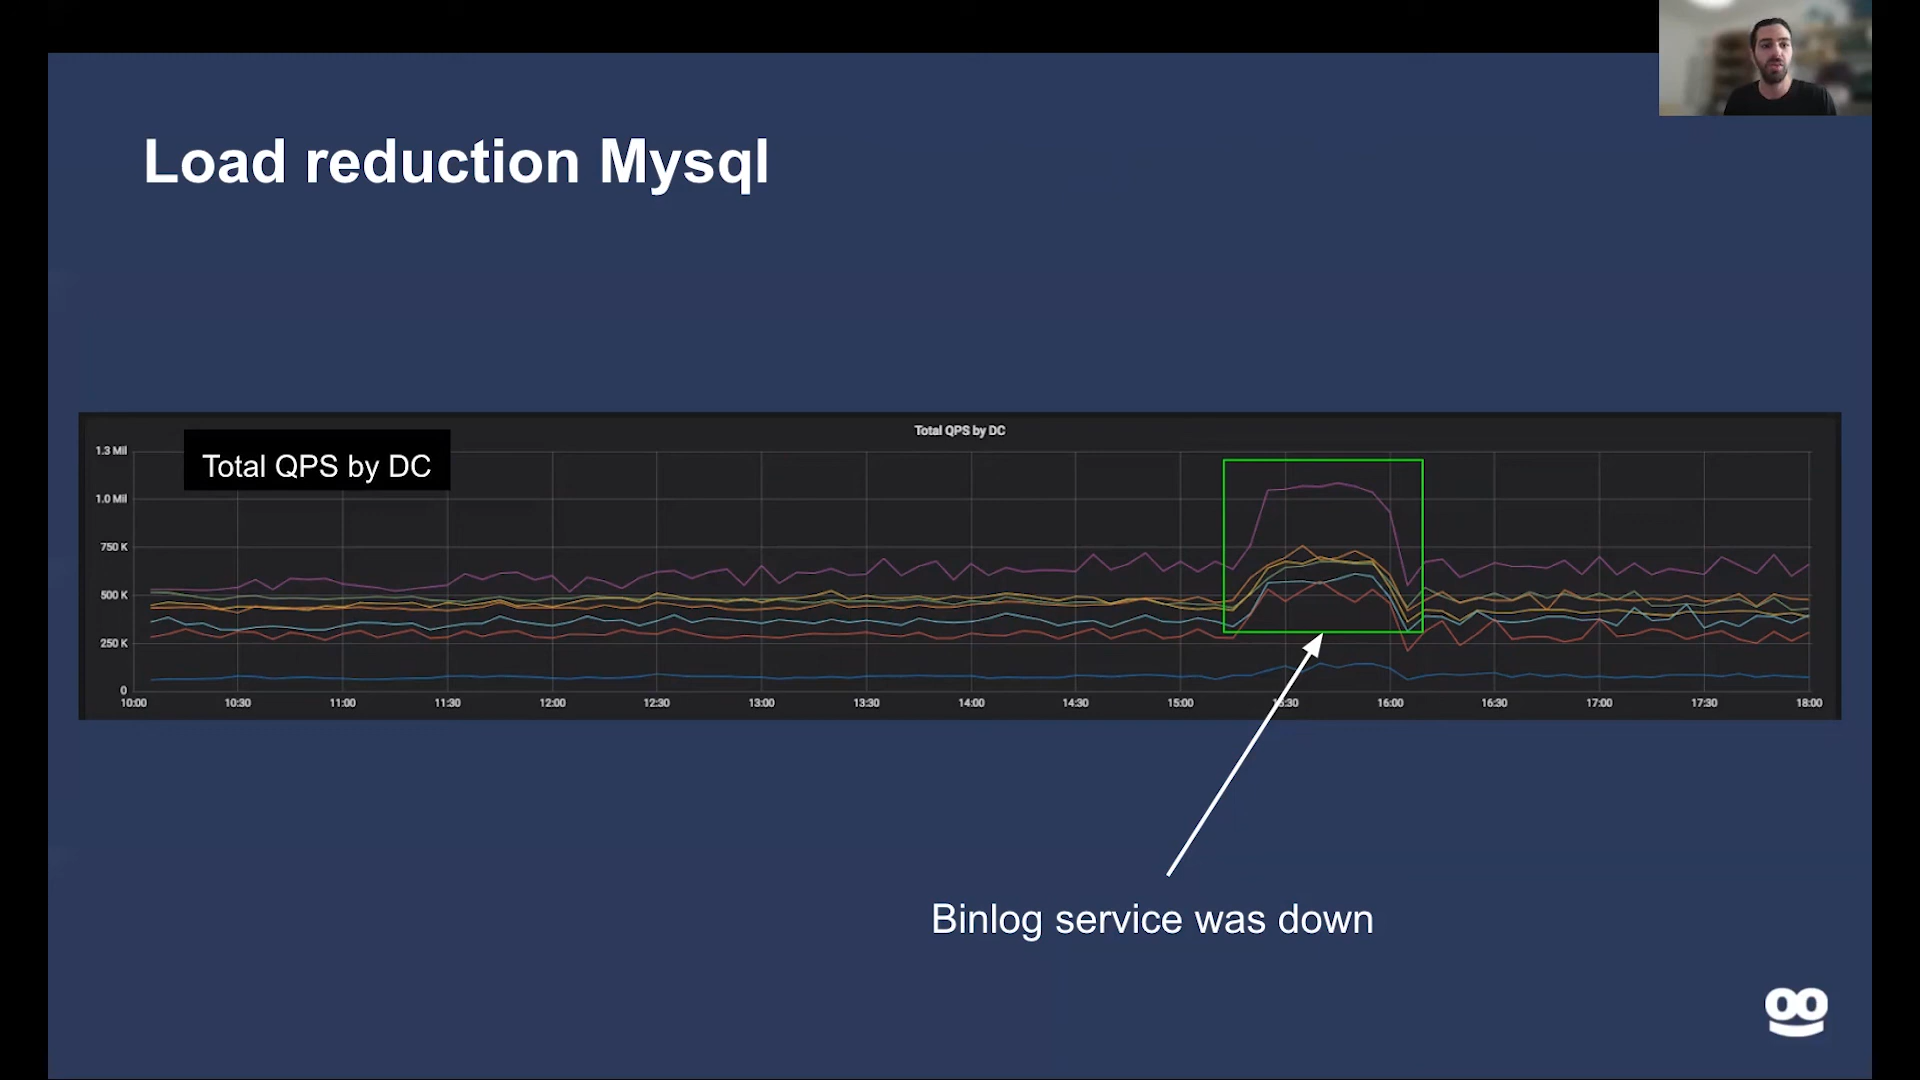 Load reduction Mysql
Total QPS by DC
Total QPS by DC
1.3 Mil
1.0 Mil
750 K
500 K
250 K
0
10:00 10:30 11:00 11:30 12:00 12:30 13:00 13:30 14:00 14:30 15:00 16:00 16:30 17:00 17:30 18:00
Binlog service was down